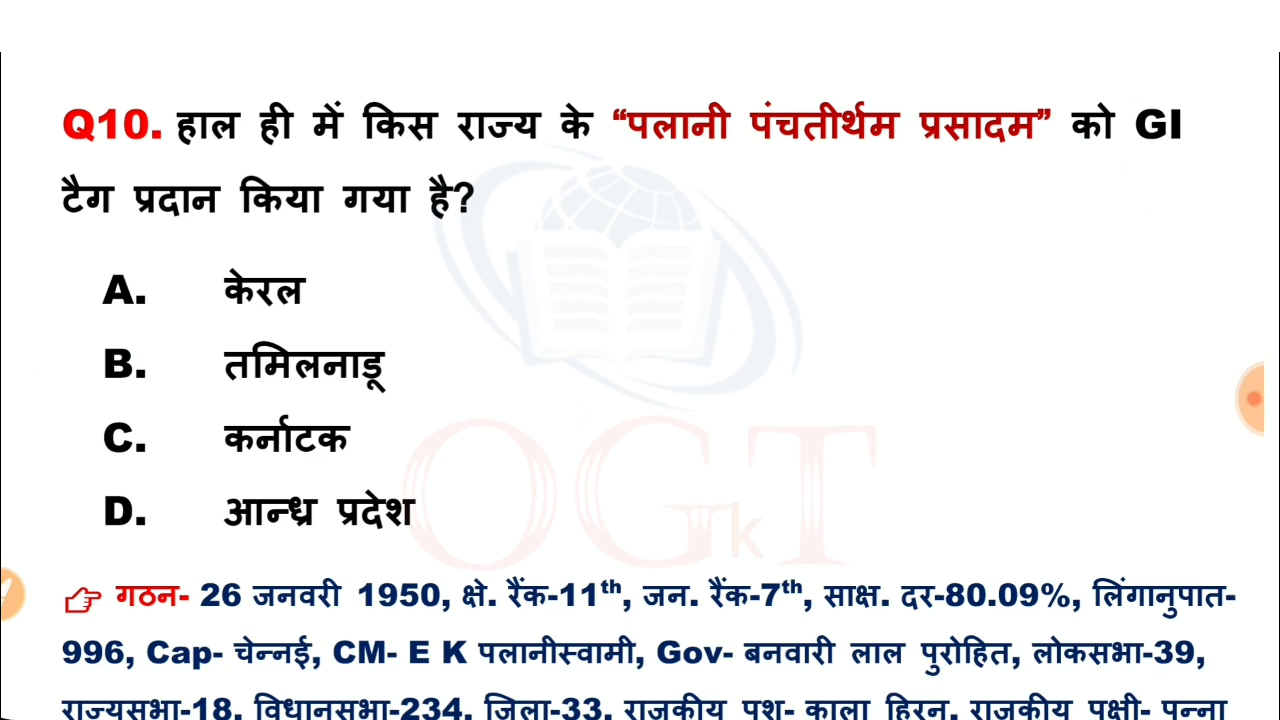 Q10. हाल ही में किस राज्य के “पलानी पंचतीर्थम प्रसादम” को GI
टैग प्रदान किया गया है?
A. केरल
B. तमिलनाडू
C. कर्नाटक
D. आन्ध्र प्रदेश
OGT
k
गठन- 26 जनवरी 1950, क्षे. रैंक-11th, जन. रैंक-7th, साक्ष. दर-80.09%, लिंगानुपात-
996, Cap- चेन्नई, CM- E K पलानीस्वामी, Gov- बनवारी लाल पुरोहित, लोकसभा-39,
राज्यसभा-18, विधानसभा-234, जिला-33, राजकीय पशु- काला हिरन, राजकीय पक्षी- पन्ना